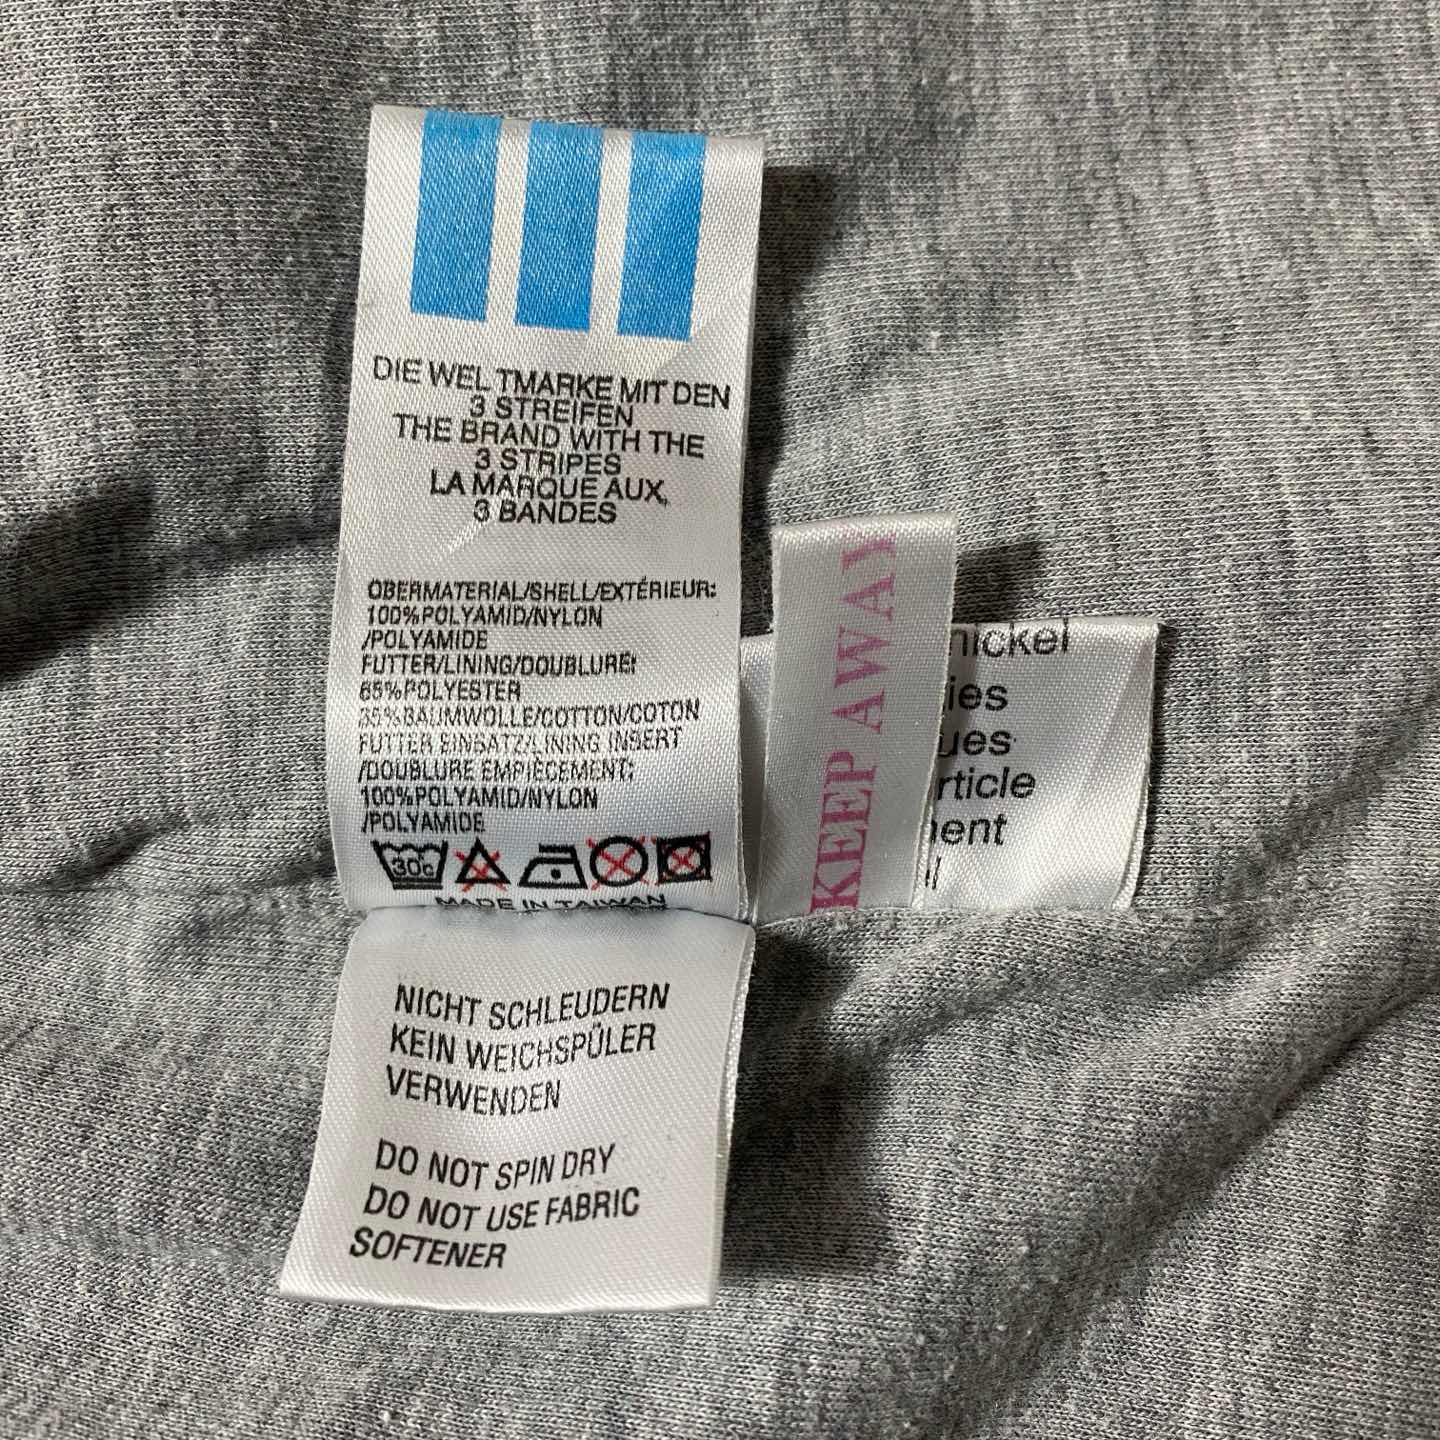 DIE WEL TMARKE MIT DEN
3 STREIFEN
THE BRAND WITH THE
3 STRIPES
LA MARQUE AUX,
3 BANDES
OBERMATERIAL/SHELL/EXTÉRIEUR:
100%POLYAMID/NYLON
/POLYAMIDE
FUTTER/LINING/DOUBLURE:
65%POLYESTER
35%BAUMWOLLE/COTTON/COTON
FUTTER EINSATZ/LINING INSERT
/DOUBLURE EMPIÈCEMENT:
100%POLYAMID/NYLON
/POLYAMIDE
30c
MADE IN TAIWAN
NICHT SCHLEUDERN
KEIN WEICHSPÜLER
VERWENDEN
DO NOT SPIN DRY
DO NOT USE FABRIC
SOFTENER
KEEP AWAY
nickel
ies
ues
rticle
ent